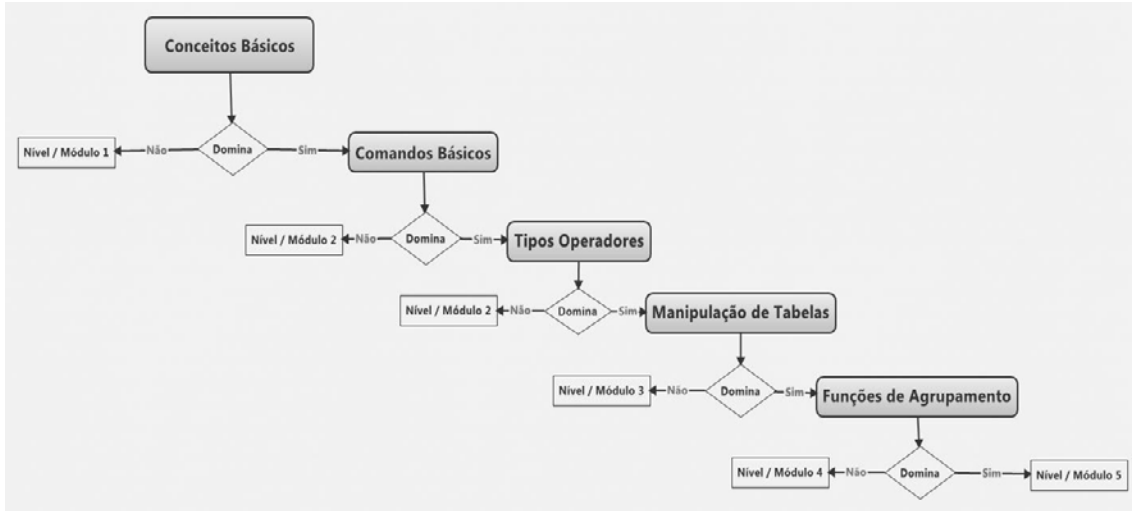 Conceitos Básicos
Nível / Módulo 1
Não
Domina
Sim
Comandos Básicos
Nível / Módulo 2
Não
Domina
Sim
Tipos Operadores
Nível / Módulo 2
Não
Domina
Sim
Manipulação de Tabelas
Nível / Módulo 3
Não
Domina
Sim
Funções de Agrupamento
Nível / Módulo 4
Não
Domina
Sim
Nível / Módulo 5